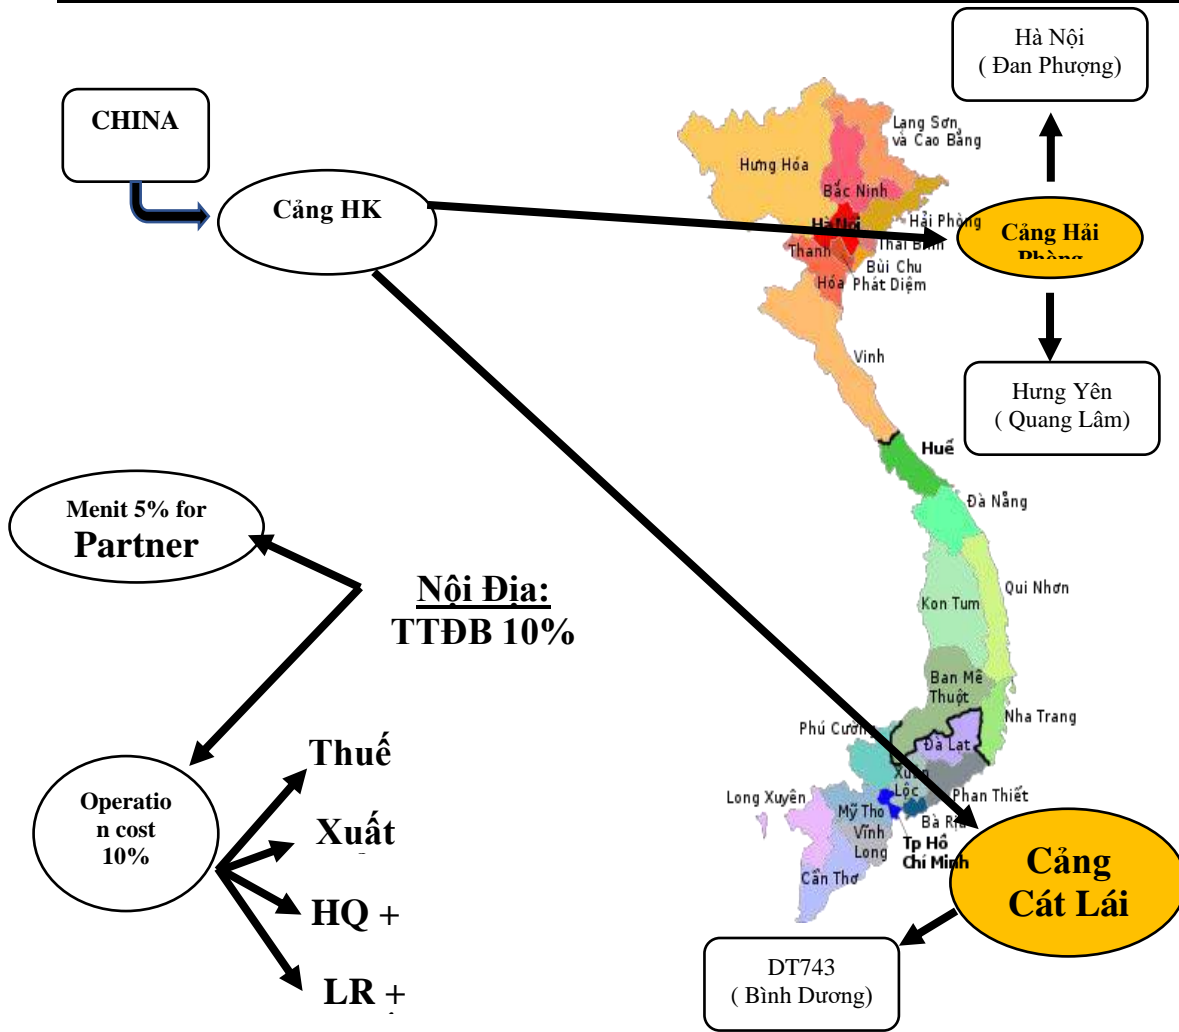 Hà Nội
( Đan Phượng)
CHINA
Cảng HK
Lạng Sơn
và Cao Bằng
Hưng Hóa
Bắc Ninh
Hà Nội
Hải Phòng
Thái Bình
Thanh
Hóa
Bùi Chu
Phát Diệm
Cảng Hải
Phòng
Vinh
Hưng Yên
( Quang Lâm)
Huế
Đà Nẵng
Menit 5% for
Partner
Nội Địa:
TTĐB 10%
Kon Tum
Qui Nhơn
Ban Mê
Thuột
Nha Trang
Phú Cường
Đà Lạt
Xuân
Lộc
Phan Thiết
Long Xuyên
Mỹ Tho
Bà Rịa
Vĩnh
Long
Tp Hồ
Chí Minh
Cần Thơ
Thuế
Operatio
n cost
10%
Xuất
HQ +
LR +
Cảng
Cát Lái
DT743
( Bình Dương)